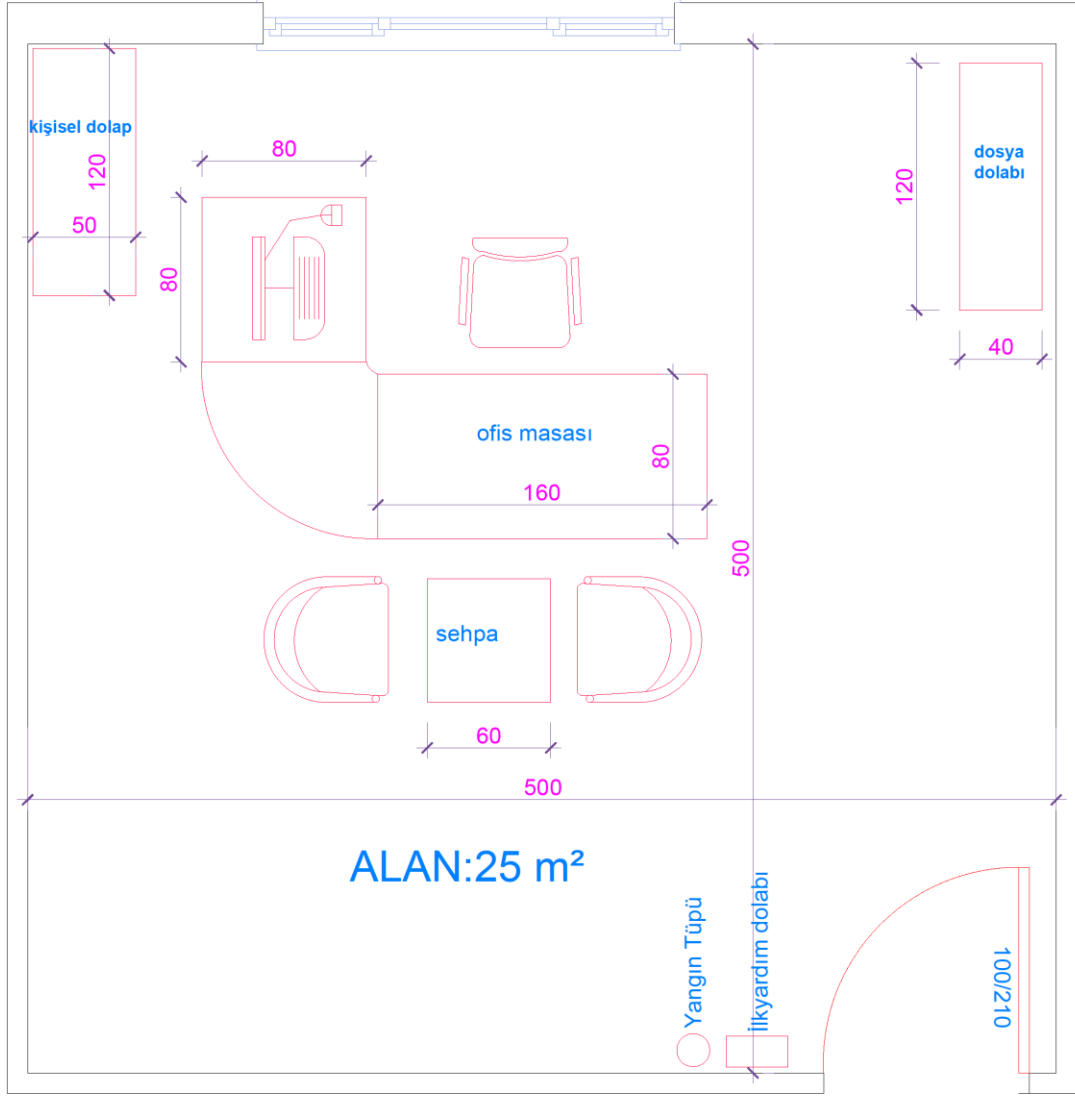 kişisel dolap
120
50
80
80
dosya
dolabı
120
40
ofis masası
80
160
500
sehpa
60
500
ALAN:25 m²
Yangın Tüpü
İlkyardım dolabı
100/210